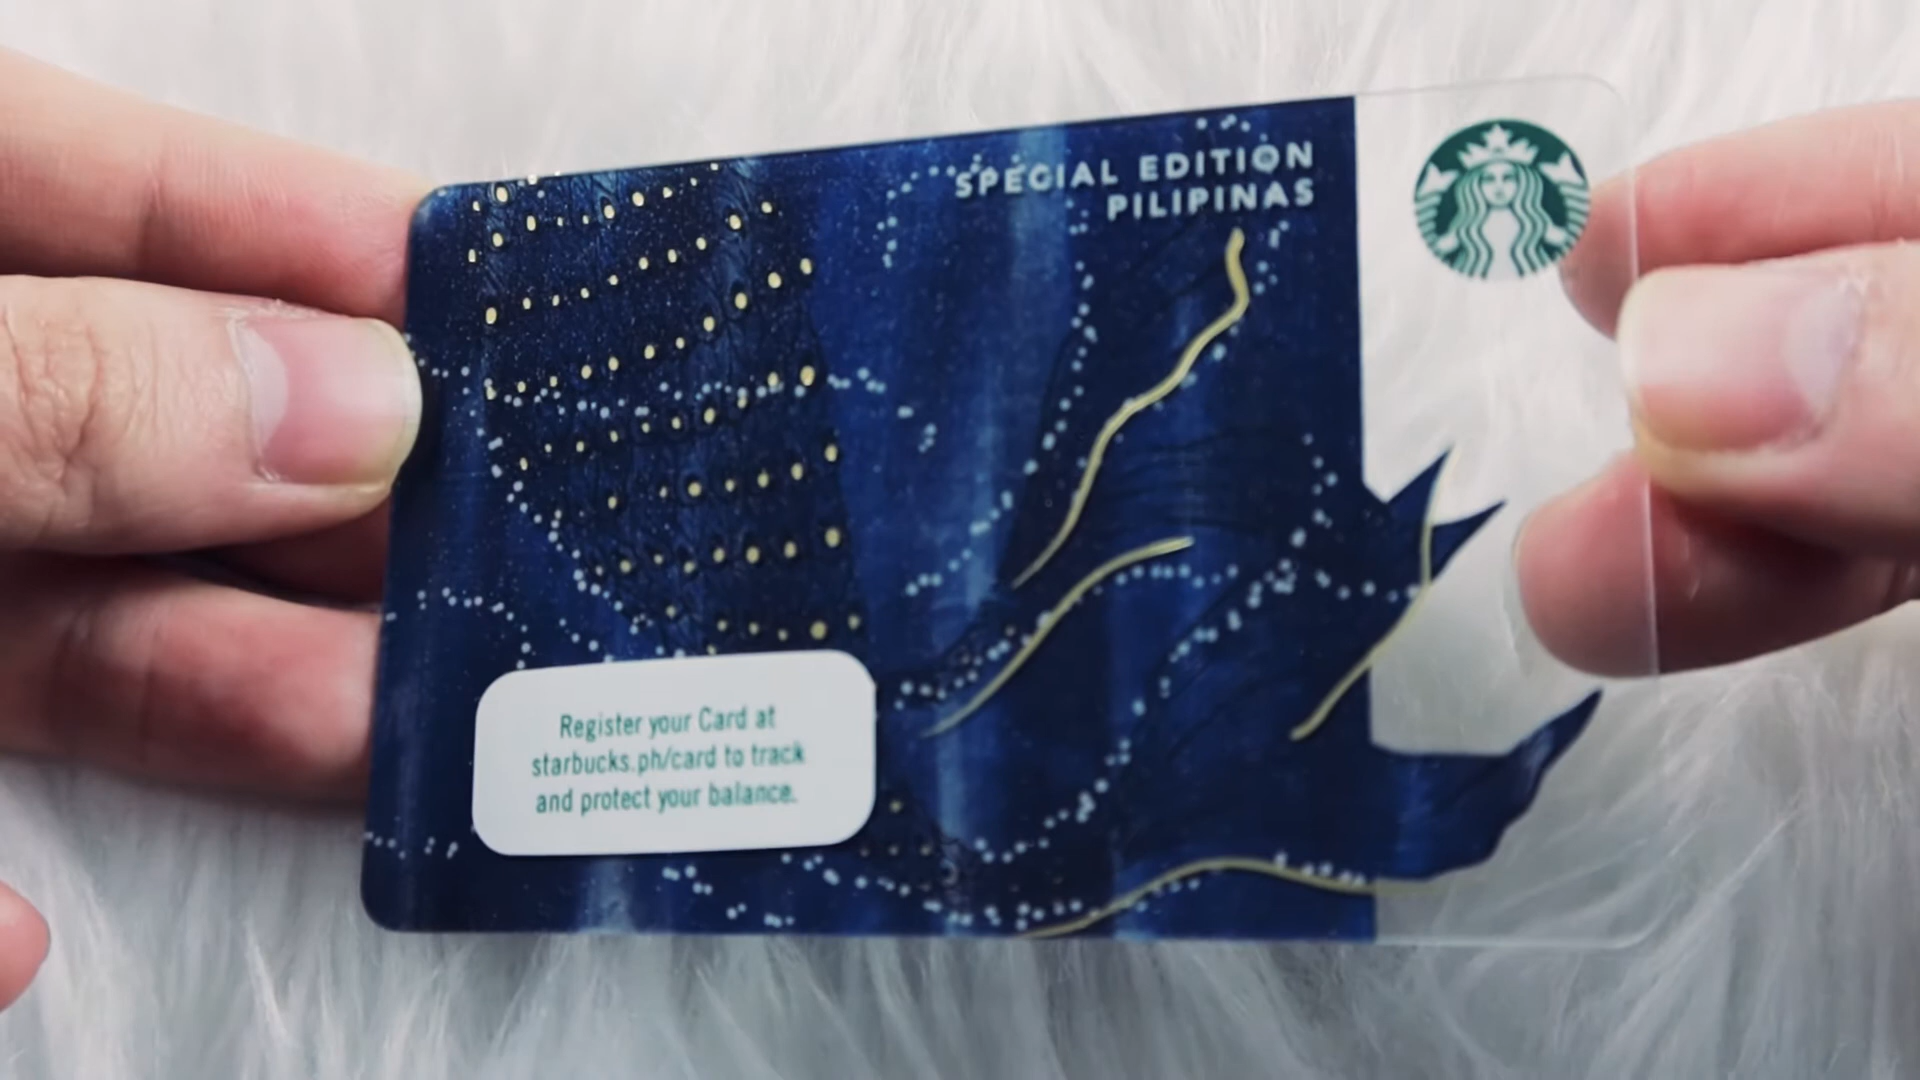 SPECIAL EDITION
PILIPINAS
Register your Card at
starbucks.ph/card to track
and protect your balance.